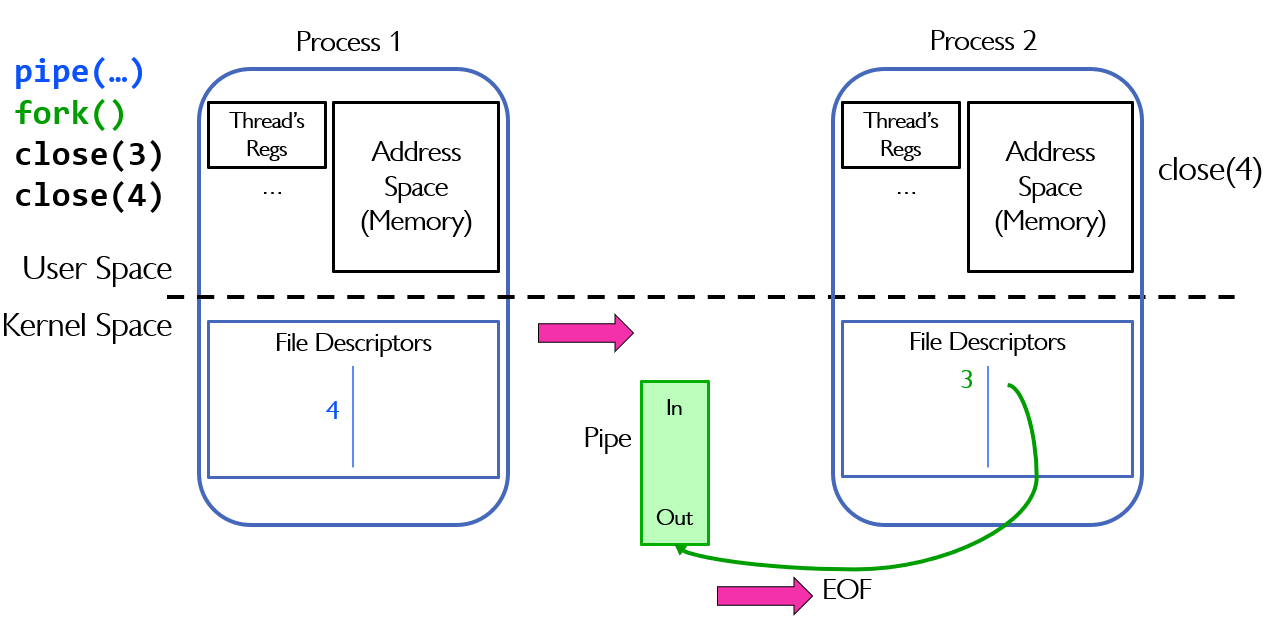 Process 1
Process 2
pipe(…)
fork()
close(3)
close(4)
Thread's
Regs
…
Address
Space
(Memory)
Thread's
Regs
…
Address
Space
(Memory)
close(4)
User Space
Kernel Space
File Descriptors
4
File Descriptors
3
Pipe
In
Out
EOF